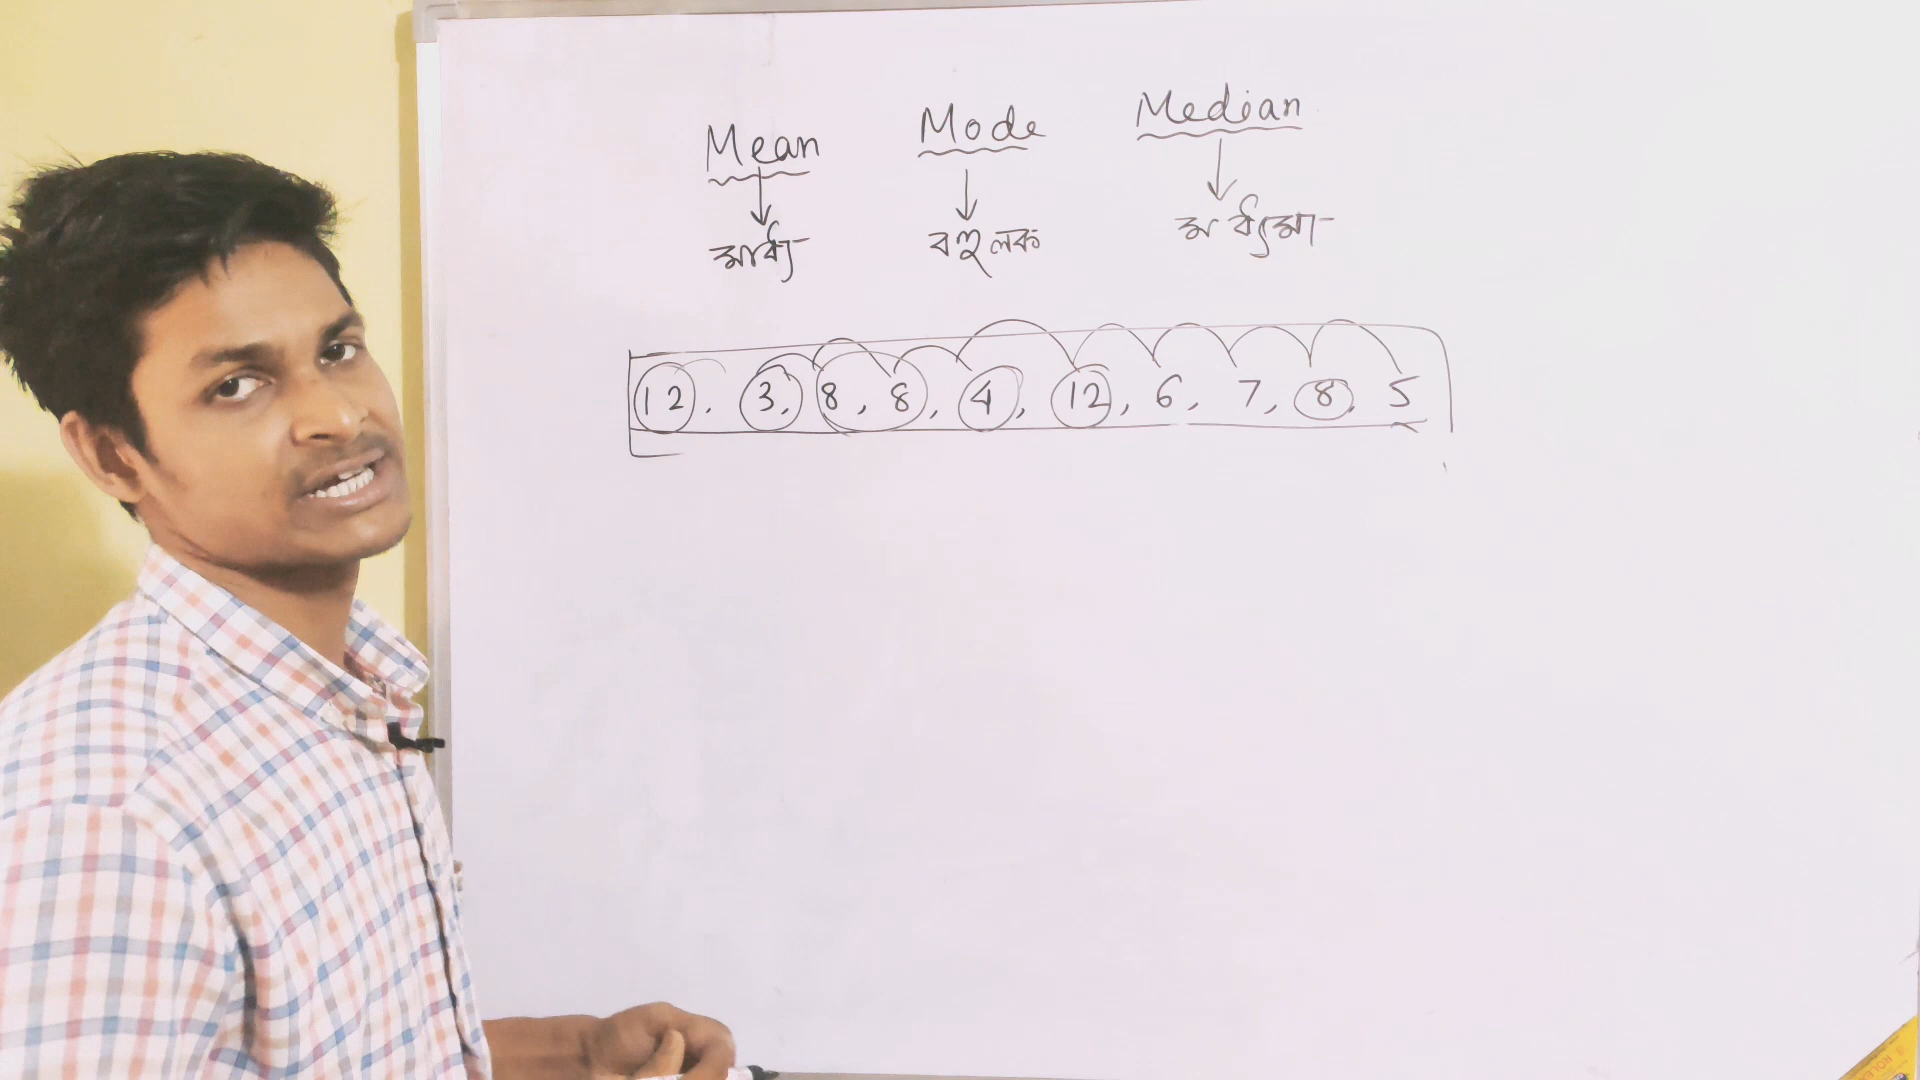 Mean Mode Median
মাধ্য বহুলক মধ্যমা
12, 3, 8, 8, 4, 12, 6, 7, 8, 5